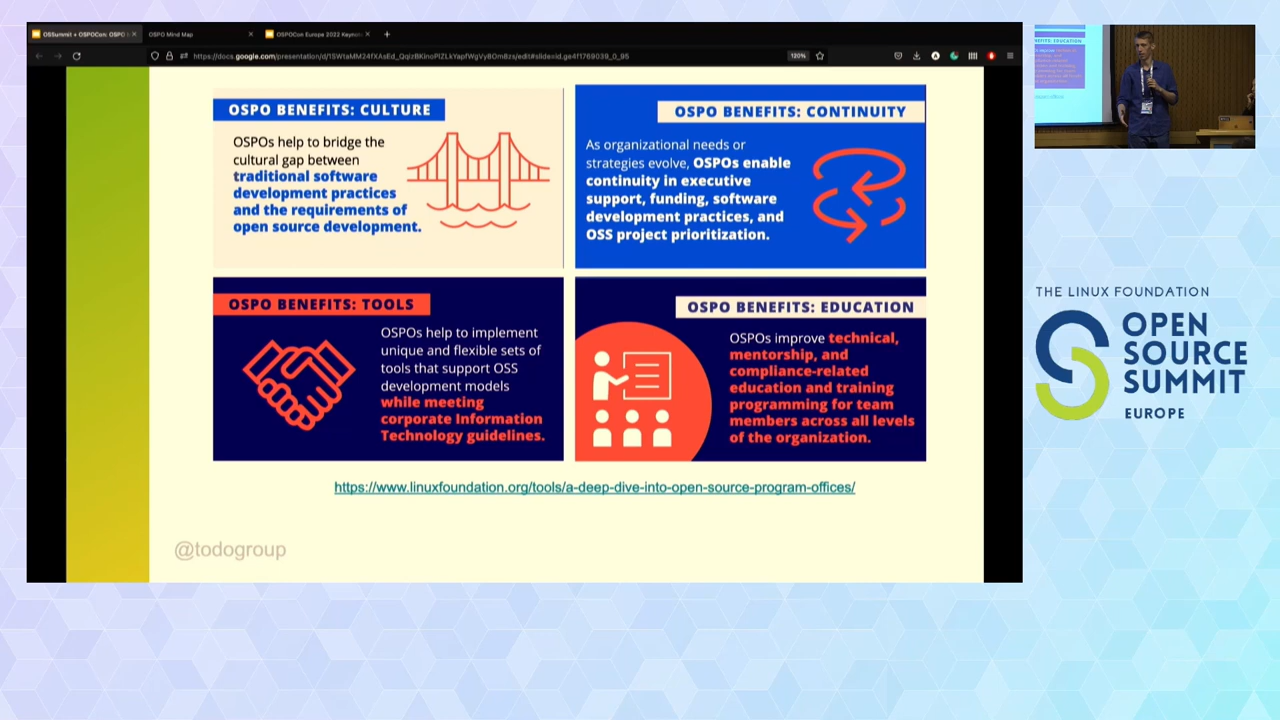 OSSummit + OSPOCon: OSPO
OSPO Mind Map
OSPOCon Europe 2022 Keynote
120%
OSPO BENEFITS: CULTURE
OSPOs help to bridge the
cultural gap between
traditional software
development practices
and the requirements of
open source development.
OSPO BENEFITS: CONTINUITY
As organizational needs or
strategies evolve, OSPOs enable
continuity in executive
support, funding, software
development practices, and
OSS project prioritization.
OSPO BENEFITS: TOOLS
OSPOs help to implement
unique and flexible sets of
tools that support OSS
development models
while meeting
corporate Information
Technology guidelines.
OSPO BENEFITS: EDUCATION
OSPOs improve technical,
mentorship, and
compliance-related
education and training
programming for team
members across all levels
of the organization.
https://www.linuxfoundation.org/tools/a-deep-dive-into-open-source-program-offices/
@todogroup
THE LINUX FOUNDATION
OPEN
SOURCE
SUMMIT
EUROPE